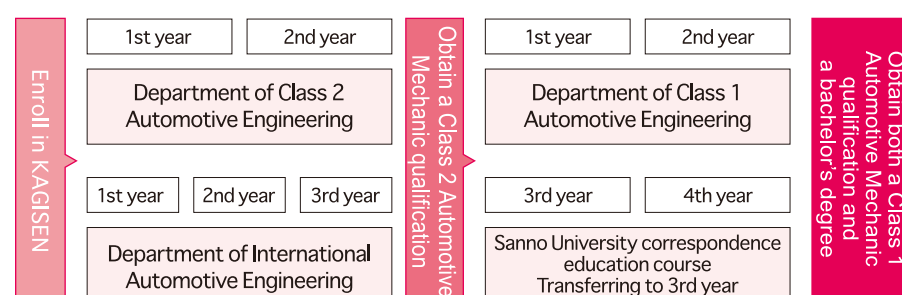 Enroll in KAGISEN
1st year
2nd year
Department of Class 2
Automotive Engineering
1st year
2nd year
3rd year
Department of International
Automotive Engineering
Obtain a Class 2 Automotive
Mechanic qualification
1st year
2nd year
Department of Class 1
Automotive Engineering
3rd year
4th year
Sanno University correspondence
education course
Transferring to 3rd year
Obtain both a Class 1
Automotive Mechanic
qualification and
a bachelor's degree